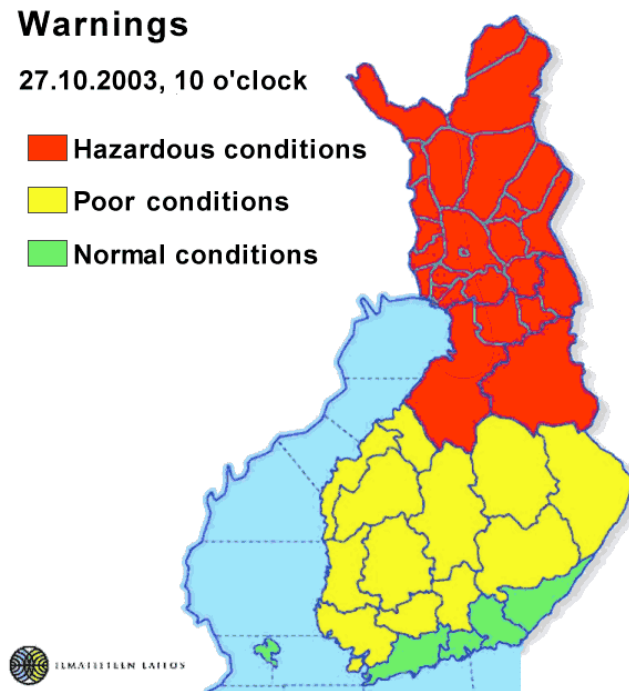 Warnings
27.10.2003, 10 o'clock
Hazardous conditions
Poor conditions
Normal conditions
ILMATIETEEN LAITOS